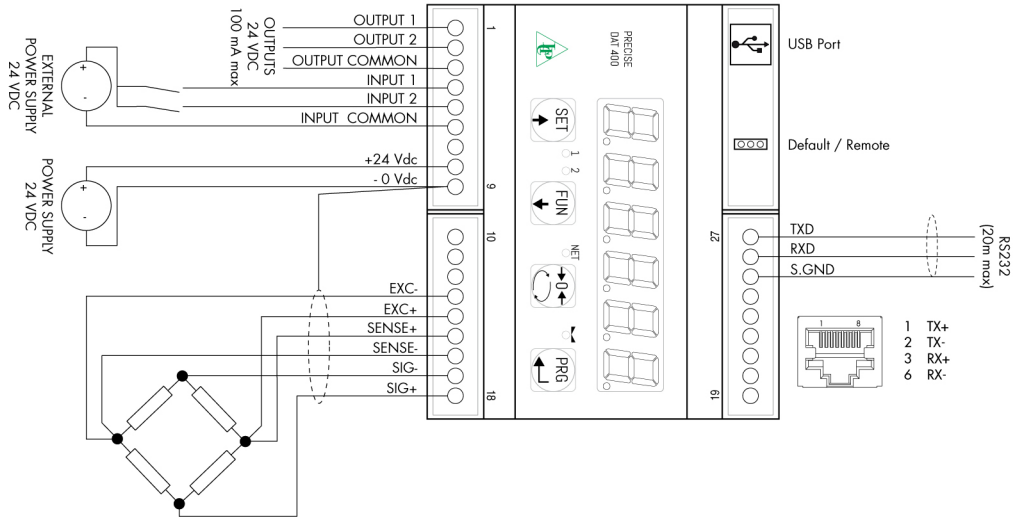 OUTPUTS
24 VDC
100 mA max
OUTPUT 1
OUTPUT 2
OUTPUT COMMON
INPUT 1
INPUT 2
INPUT COMMON
+24 Vdc
- 0 Vdc
EXTERNAL
POWER SUPPLY
24 VDC
+
-
POWER SUPPLY
24 VDC
+
-
EXC-
EXC+
SENSE+
SENSE-
SIG-
SIG+
1
9
10
18
PRECISE
DAT 400
SET
1
2
FUN
NET
0
PRG
27
19
USB Port
Default / Remote
TXD
RXD
S.GND
RS232
(20m max)
1 8
1 TX+
2 TX-
3 RX+
6 RX-